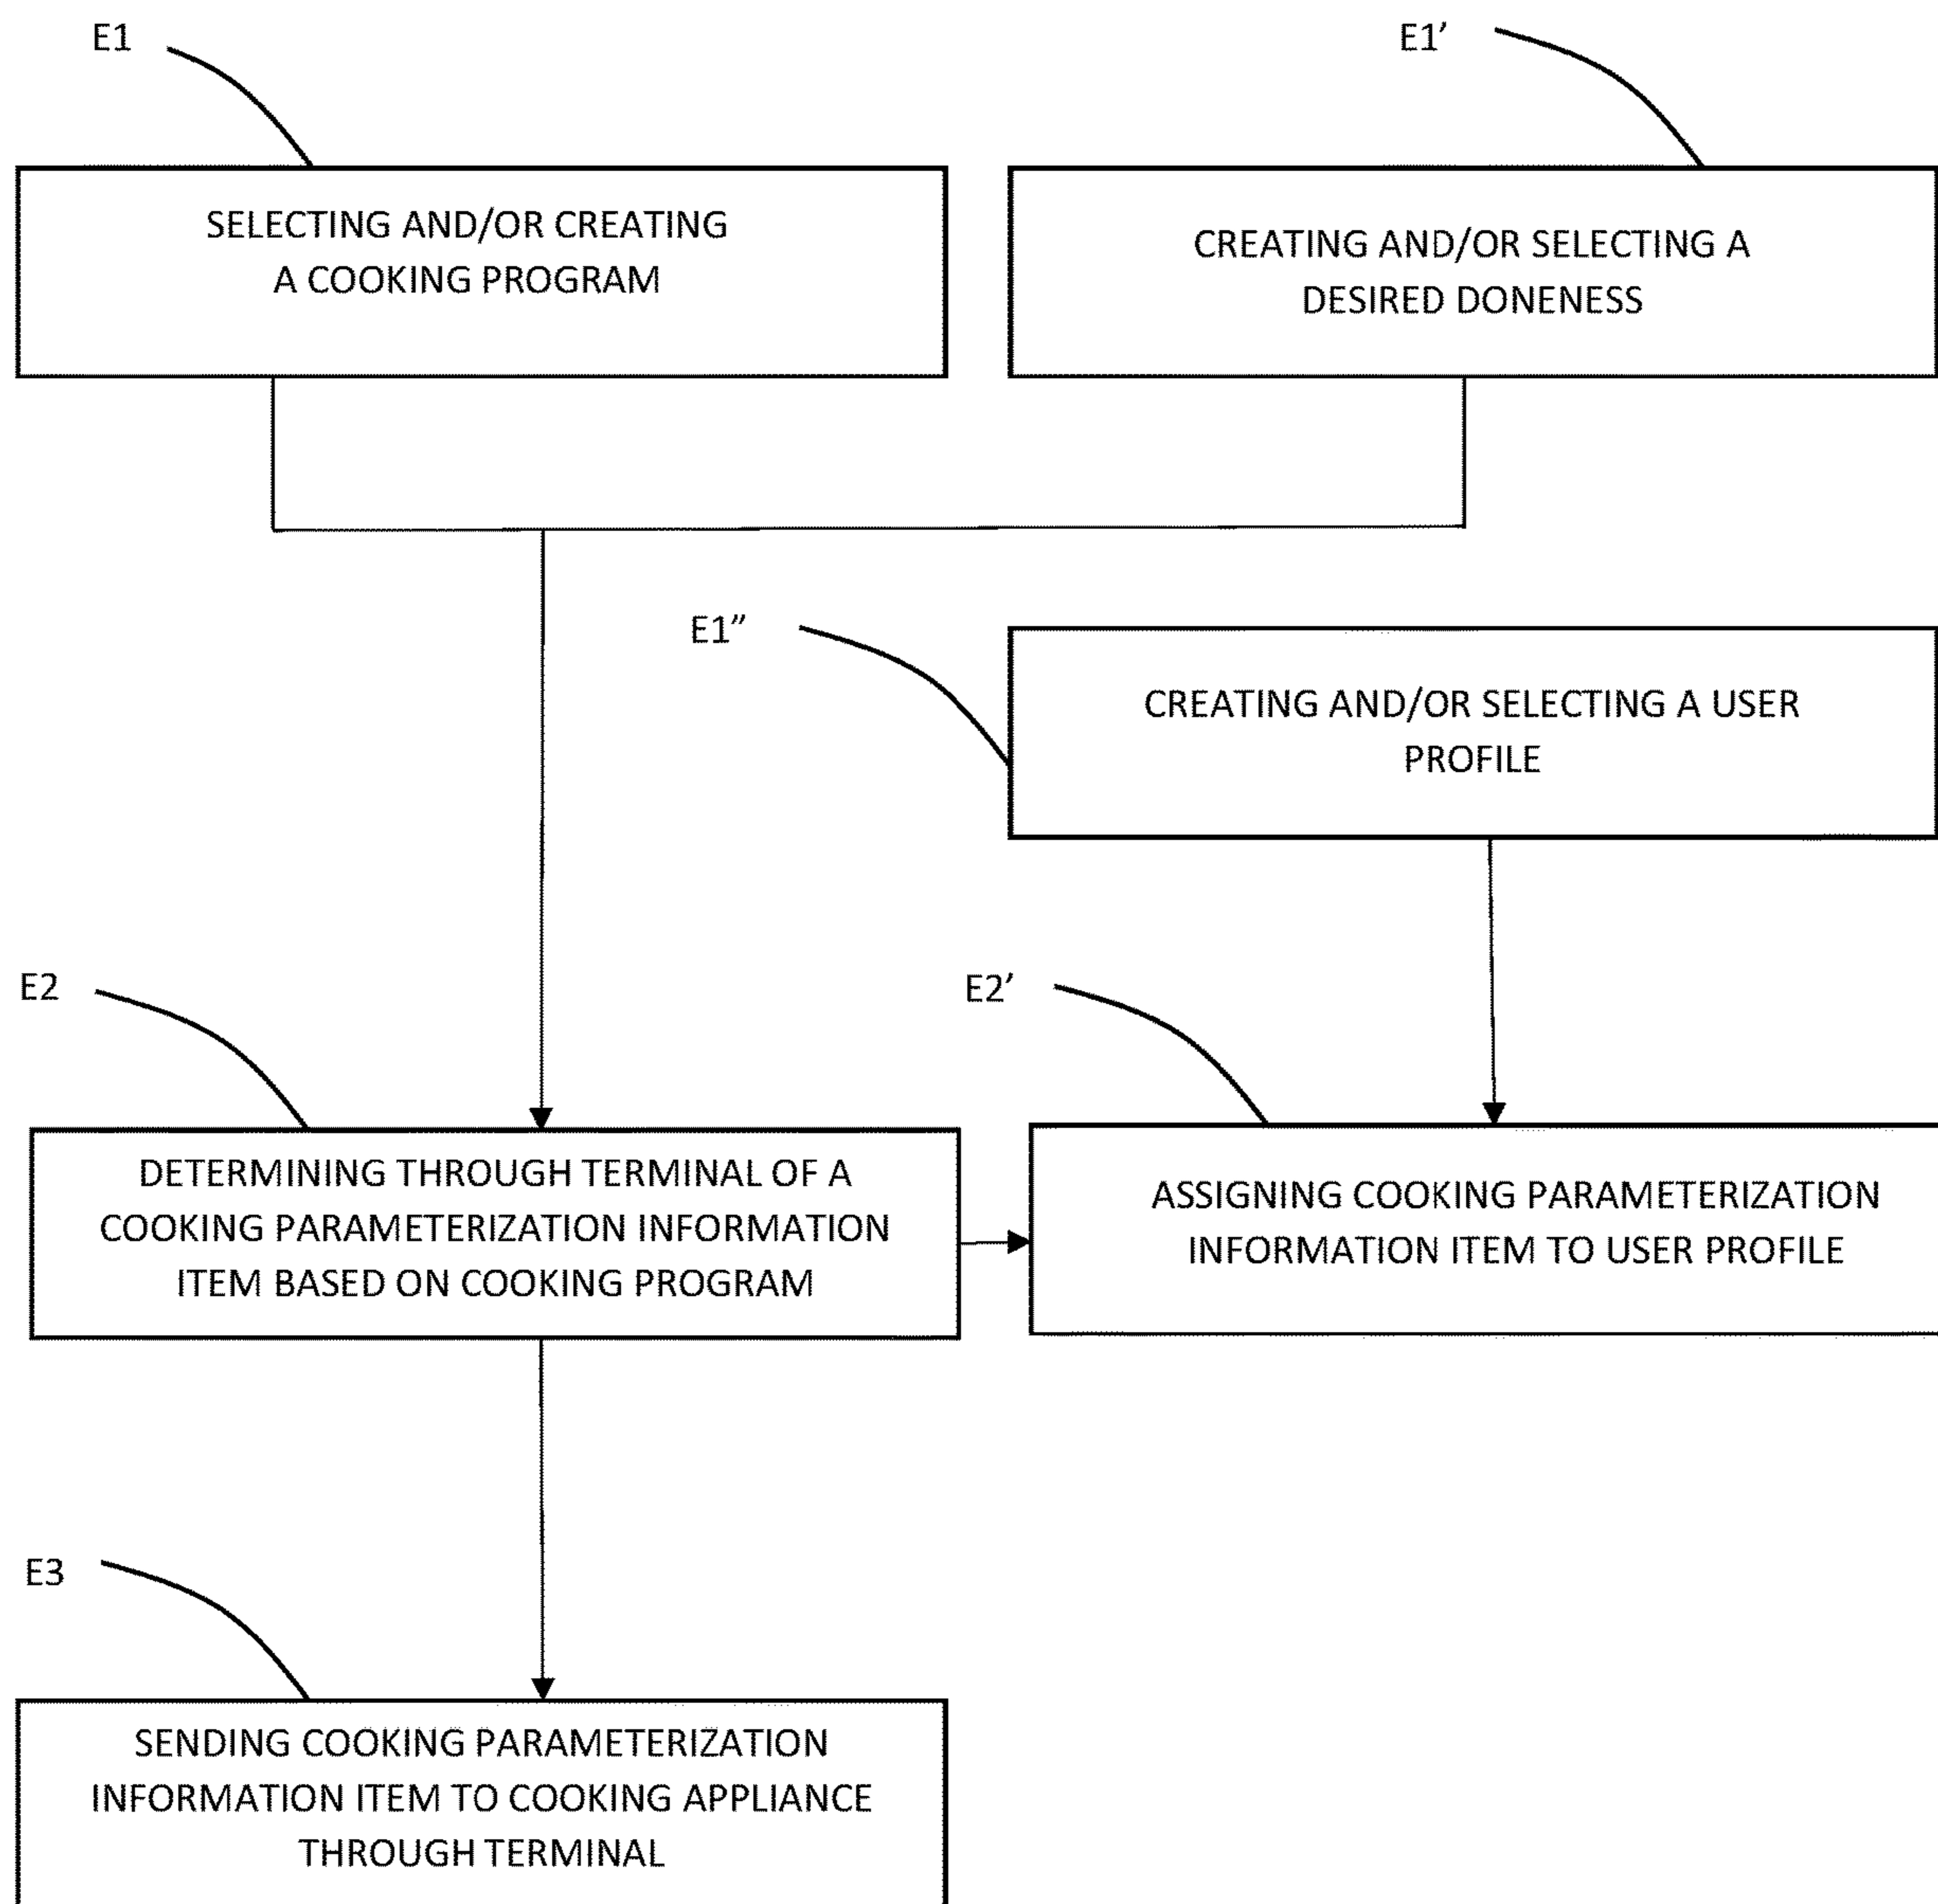 E1
E1’
SELECTING AND/OR CREATING
A COOKING PROGRAM
CREATING AND/OR SELECTING A
DESIRED DONENESS
E1”
CREATING AND/OR SELECTING A USER
PROFILE
E2
E2’
DETERMINING THROUGH TERMINAL OF A
COOKING PARAMETERIZATION INFORMATION
ITEM BASED ON COOKING PROGRAM
ASSIGNING COOKING PARAMETERIZATION
INFORMATION ITEM TO USER PROFILE
E3
SENDING COOKING PARAMETERIZATION
INFORMATION ITEM TO COOKING APPLIANCE
THROUGH TERMINAL